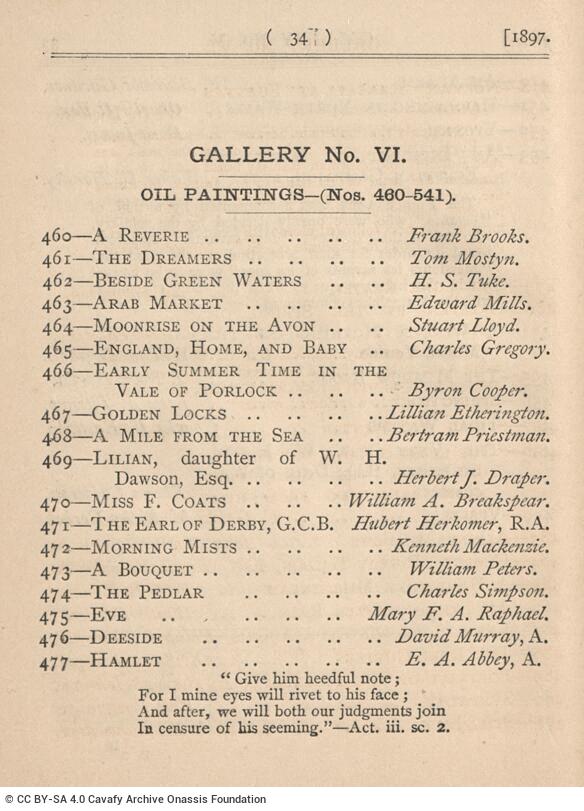 ( 34 ) [1897.
GALLERY No. VI.
OIL PAINTINGS—(Nos. 460-541).
460—A Reverie .. .. .. .. .. Frank Brooks.
461—The Dreamers .. .. .. .. Tom Mostyn.
462—Beside Green Waters .. .. H. S. Tuke.
463—Arab Market .. .. .. .. Edward Mills.
464—Moonrise on the Avon .. .. Stuart Lloyd.
465—England, Home, and Baby .. Charles Gregory.
466—Early Summer Time in the
Vale of Porlock .. .. .. Byron Cooper.
467—Golden Locks .. .. .. .. Lillian Etherington.
468—A Mile from the Sea .. .. Bertram Priestman.
469—Lilian, daughter of W. H.
Dawson, Esq. .. .. .. .. Herbert J. Draper.
470—Miss F. Coats .. .. .. William A. Breakspear.
471—The Earl of Derby, G.C.B. Hubert Herkomer, R.A.
472—Morning Mists .. .. .. .. Kenneth Mackenzie.
473—A Bouquet .. .. .. .. .. William Peters.
474—The Pedlar .. .. .. .. Charles Simpson.
475—Eve .. .. .. .. .. Mary F. A. Raphael.
476—Deeside .. .. .. .. .. David Murray, A.
477—Hamlet .. .. .. .. .. E. A. Abbey, A.
“ Give him heedful note ;
For I mine eyes will rivet to his face ;
And after, we will both our judgments join
In censure of his seeming.”—Act. iii. sc. 2.
© CC BY-SA 4.0 Cavafy Archive Onassis Foundation